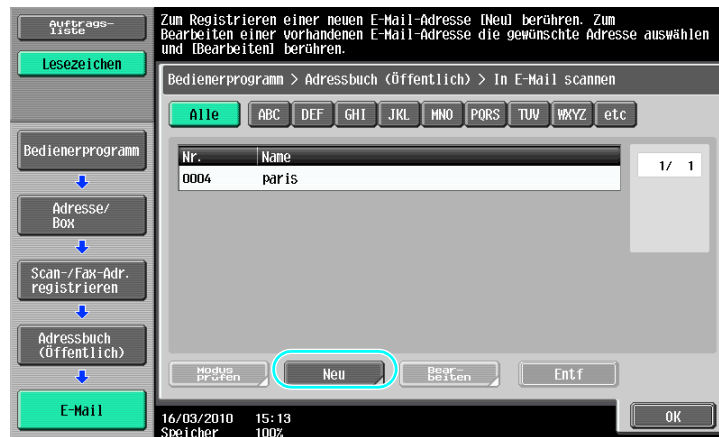 Auftrags-
liste
Lesezeichen
Bedienerprogramm
Adresse/
Box
Scan-/Fax-Adr.
registrieren
Adressbuch
(Öffentlich)
E-Mail
Zum Registrieren einer neuen E-Mail-Adresse [Neu] berühren. Zum
Bearbeiten einer vorhandenen E-Mail-Adresse die gewünschte Adresse auswählen
und [Bearbeiten] berühren.
Bedienerprogramm > Adressbuch (Öffentlich) > In E-Mail scannen
Alle ABC DEF GHI JKL MNO PQRS TUV WXYZ etc
Nr. Name
0004 paris
1/ 1
Modus
prüfen
Neu
Bear-
beiten
Entf
16/03/2010 15:13
Speicher 100%
OK